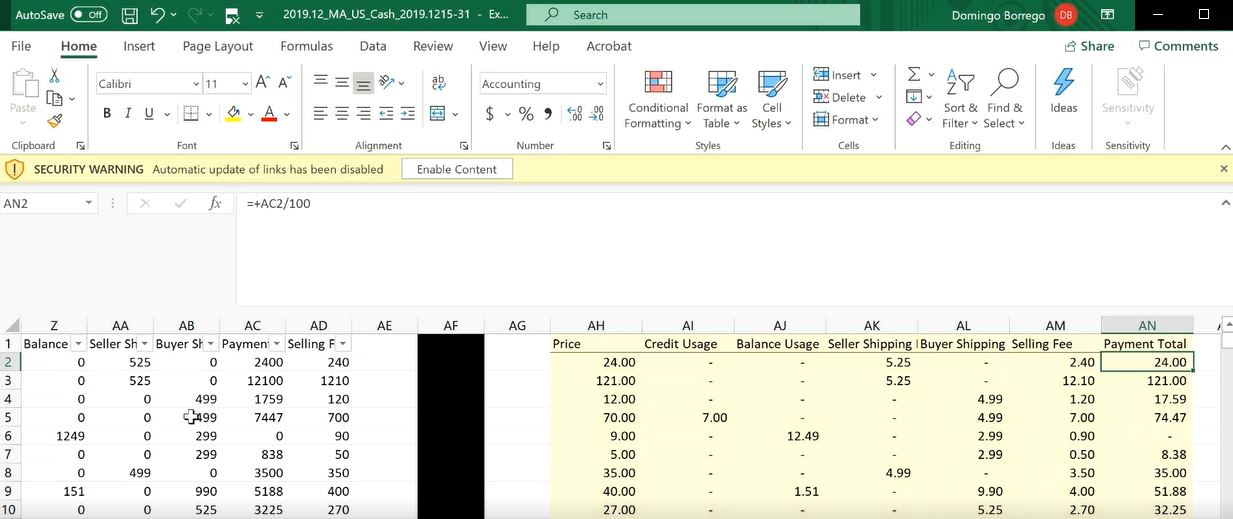 AutoSave Off 2019.12_MA_US_Cash_2019.1215-31 - Ex... Search Domingo Borrego DB
File Home Insert Page Layout Formulas Data Review View Help Acrobat Share Comments
Calibri 11 A A ab Accounting Insert Σ
Paste Conditional Format as Cell Delete Sort & Find & Ideas Sensitivity
B I U A $ % 9 Formatting Table Styles Format Filter Select
Clipboard Font Alignment Number Styles Cells Editing Ideas Sensitivity
SECURITY WARNING Automatic update of links has been disabled Enable Content
AN2 fx =+AC2/100
Z AA AB AC AD AE AF AG AH AI AJ AK AL AM AN
1 Balance Seller Sh Buyer Sh Payment Selling F Price Credit Usage Balance Usage Seller Shipping Buyer Shipping Selling Fee Payment Total
2 0 525 0 2400 240 24.00 - - 5.25 - 2.40 24.00
3 0 525 0 12100 1210 121.00 - - 5.25 - 12.10 121.00
4 0 0 499 1759 120 12.00 - - - 4.99 1.20 17.59
5 0 0 499 7447 700 70.00 7.00 - - 4.99 7.00 74.47
6 1249 0 299 0 90 9.00 - 12.49 - 2.99 0.90 -
7 0 0 299 838 50 5.00 - - - 2.99 0.50 8.38
8 0 499 0 3500 350 35.00 - - 4.99 - 3.50 35.00
9 151 0 990 5188 400 40.00 - 1.51 - 9.90 4.00 51.88
10 0 0 525 3225 270 27.00 - - - 5.25 2.70 32.25